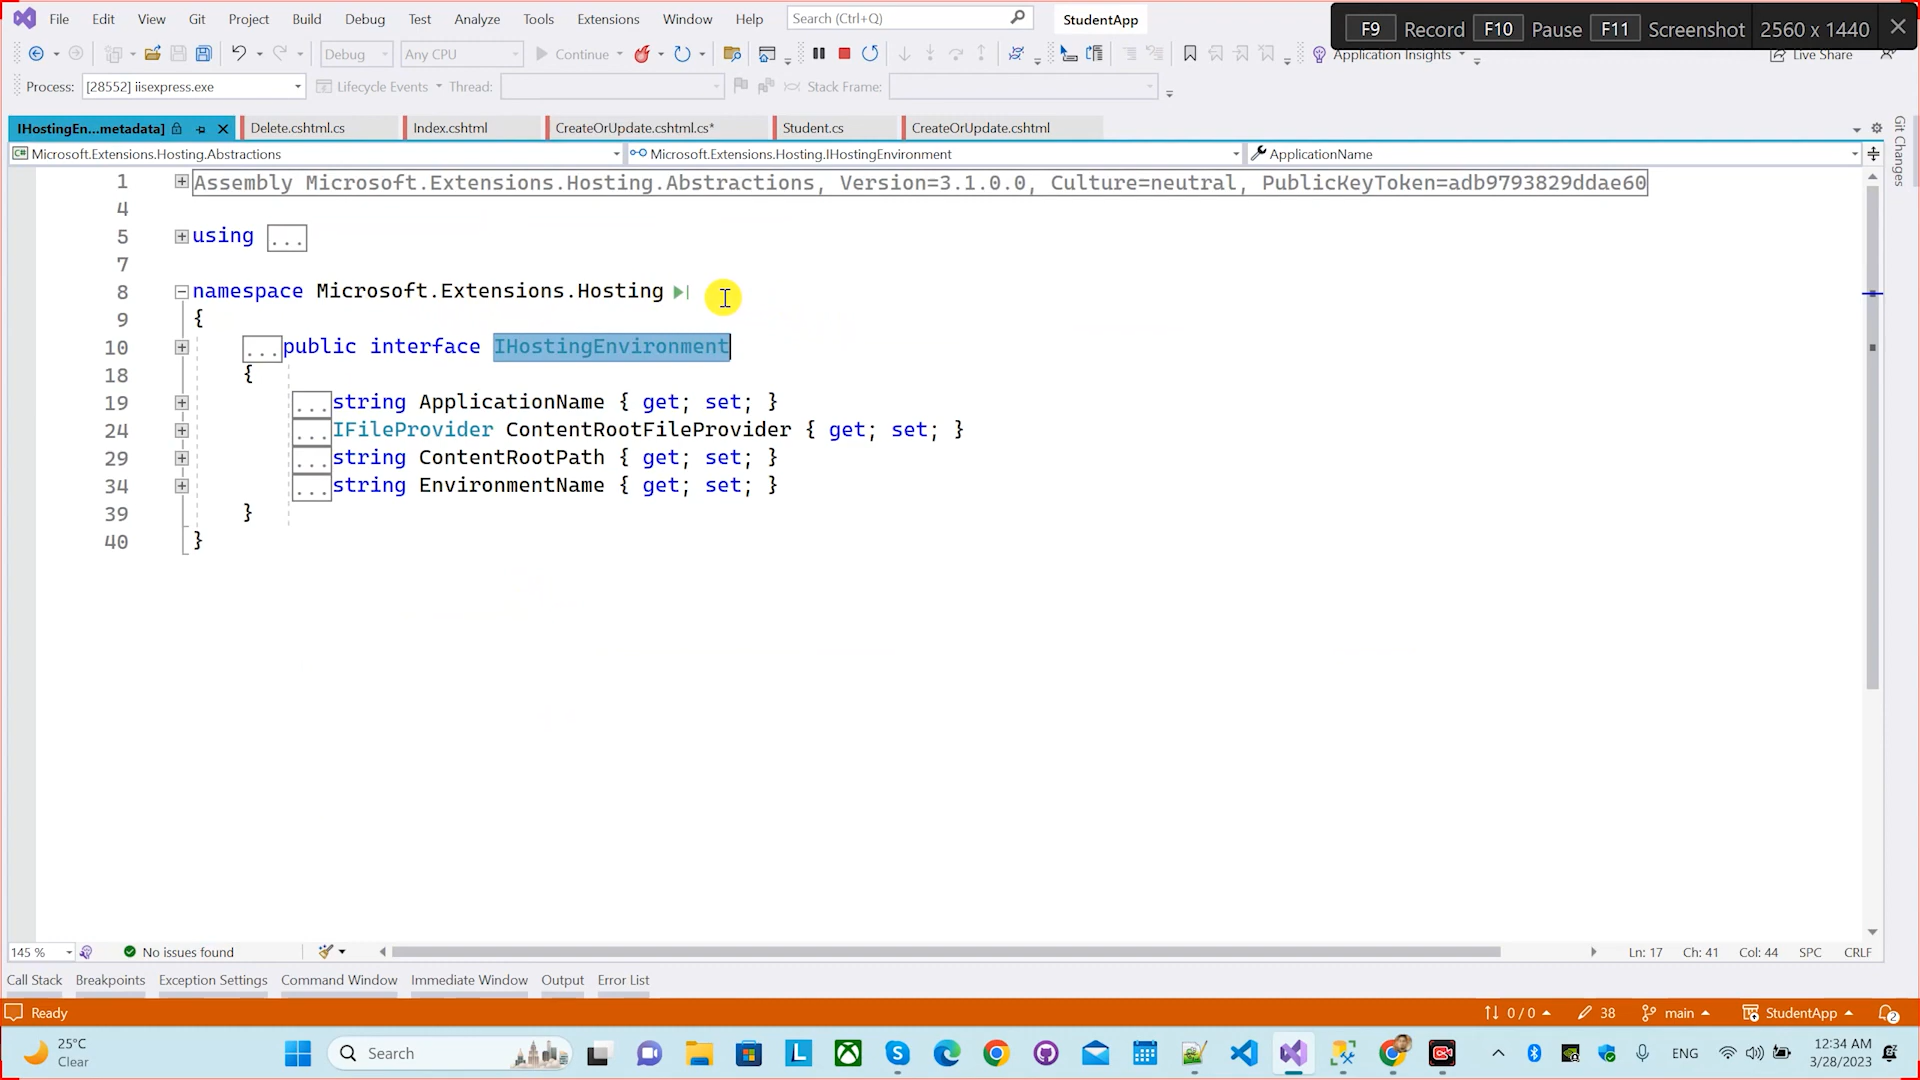 File Edit View Git Project Build Debug Test Analyze Tools Extensions Window Help Search (Ctrl+Q) StudentApp
F9 Record F10 Pause F11 Screenshot 2560 x 1440
Debug Any CPU Continue Application Insights Live Share
Process: [28552] iisexpress.exe Lifecycle Events Thread: Stack Frame:
IHostingEn...metadata] Delete.cshtml.cs Index.cshtml CreateOrUpdate.cshtml.cs* Student.cs CreateOrUpdate.cshtml
Microsoft.Extensions.Hosting.Abstractions Microsoft.Extensions.Hosting.IHostingEnvironment ApplicationName
Git Changes
1 Assembly Microsoft.Extensions.Hosting.Abstractions, Version=3.1.0.0, Culture=neutral, PublicKeyToken=adb9793829ddae60
4
5 using ...
7
8 namespace Microsoft.Extensions.Hosting
9 {
10 ...public interface IHostingEnvironment
18 {
19 ...string ApplicationName { get; set; }
24 ...IFileProvider ContentRootFileProvider { get; set; }
29 ...string ContentRootPath { get; set; }
34 ...string EnvironmentName { get; set; }
39 }
40 }
145 % No issues found Ln: 17 Ch: 41 Col: 44 SPC CRLF
Call Stack Breakpoints Exception Settings Command Window Immediate Window Output Error List
Ready 0 / 0 38 main StudentApp 2
25°C
Clear
Search
ENG
12:34 AM
3/28/2023